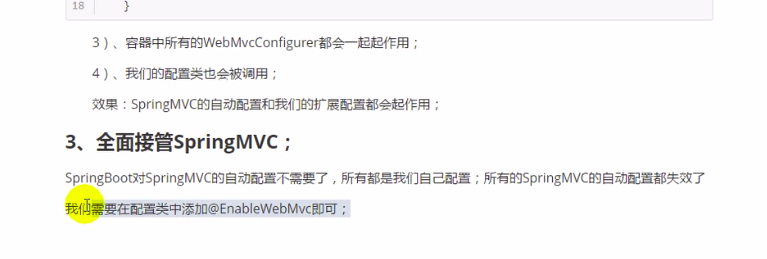 18 }
3)、容器中所有的WebMvcConfigurer都会一起起作用；
4)、我们的配置类也会被调用；
效果：SpringMVC的自动配置和我们的扩展配置都会起作用；
3、全面接管SpringMVC；
SpringBoot对SpringMVC的自动配置不需要了，所有都是我们自己配置；所有的SpringMVC的自动配置都失效了
我们需要在配置类中添加@EnableWebMvc即可；